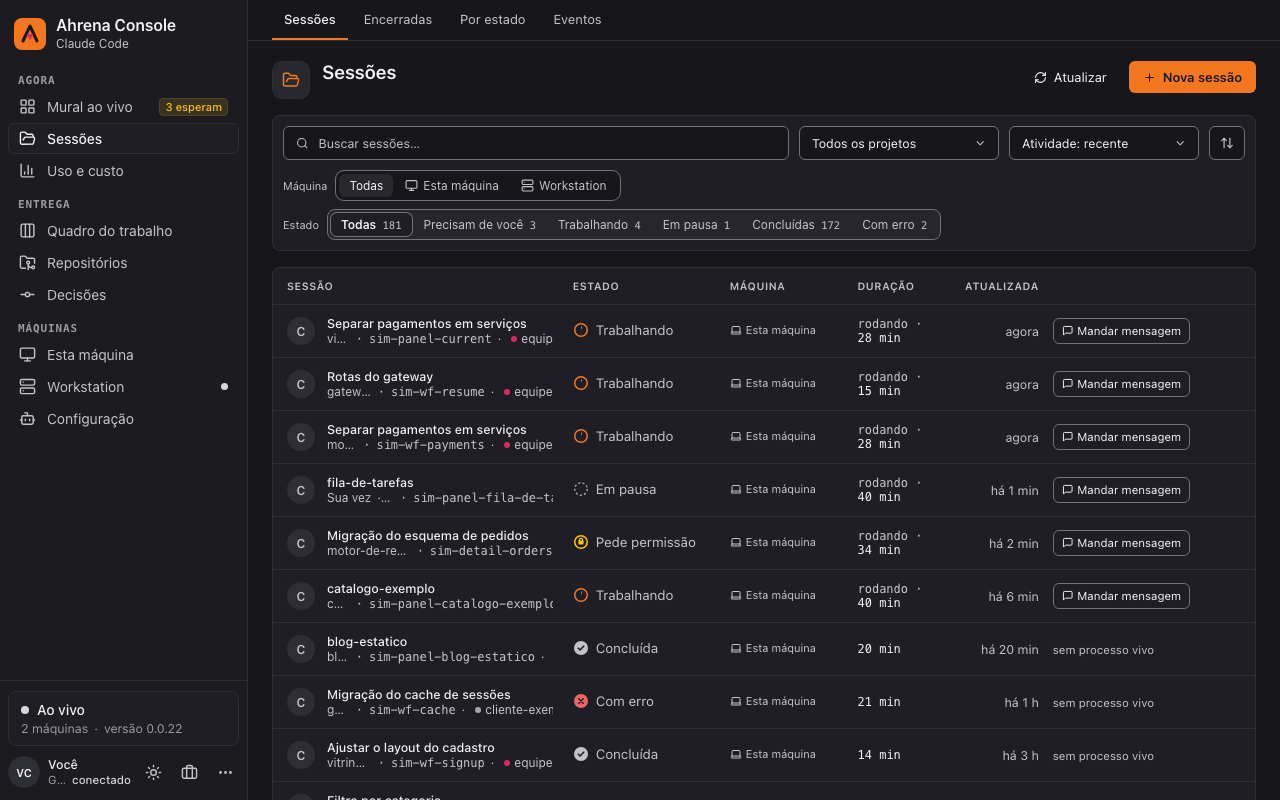 Ahrena Console
Claude Code
AGORA
Mural ao vivo
3 esperam
Sessões
Uso e custo
ENTREGA
Quadro do trabalho
Repositórios
Decisões
MÁQUINAS
Esta máquina
Workstation
Configuração
Ao vivo
2 máquinas · versão 0.0.22
VC
Você
G... conectado
Sessões Encerradas Por estado Eventos
Sessões
Atualizar
Nova sessão
Buscar sessões...
Todos os projetos
Atividade: recente
Máquina Todas Esta máquina Workstation
Estado Todas 181 Precisam de você 3 Trabalhando 4 Em pausa 1 Concluídas 172 Com erro 2
SESSÃO ESTADO MÁQUINA DURAÇÃO ATUALIZADA
C
Separar pagamentos em serviços
vi... · sim-panel-current · equip
Trabalhando
Esta máquina
rodando ·
28 min
agora
Mandar mensagem
C
Rotas do gateway
gatew... · sim-wf-resume · equipe
Trabalhando
Esta máquina
rodando ·
15 min
agora
Mandar mensagem
C
Separar pagamentos em serviços
mo... · sim-wf-payments · equipe
Trabalhando
Esta máquina
rodando ·
28 min
agora
Mandar mensagem
C
fila-de-tarefas
Sua vez ·... · sim-panel-fila-de-ta
Em pausa
Esta máquina
rodando ·
40 min
há 1 min
Mandar mensagem
C
Migração do esquema de pedidos
motor-de-re... · sim-detail-orders
Pede permissão
Esta máquina
rodando ·
34 min
há 2 min
Mandar mensagem
C
catalogo-exemplo
c... · sim-panel-catalogo-exemplo
Trabalhando
Esta máquina
rodando ·
40 min
há 6 min
Mandar mensagem
C
blog-estatico
bl... · sim-panel-blog-estatico ·
Concluída
Esta máquina
20 min
há 20 min
sem processo vivo
C
Migração do cache de sessões
g... · sim-wf-cache · cliente-exem
Com erro
Esta máquina
21 min
há 1 h
sem processo vivo
C
Ajustar o layout do cadastro
vitrin... · sim-wf-signup · equipe
Concluída
Esta máquina
14 min
há 3 h
sem processo vivo